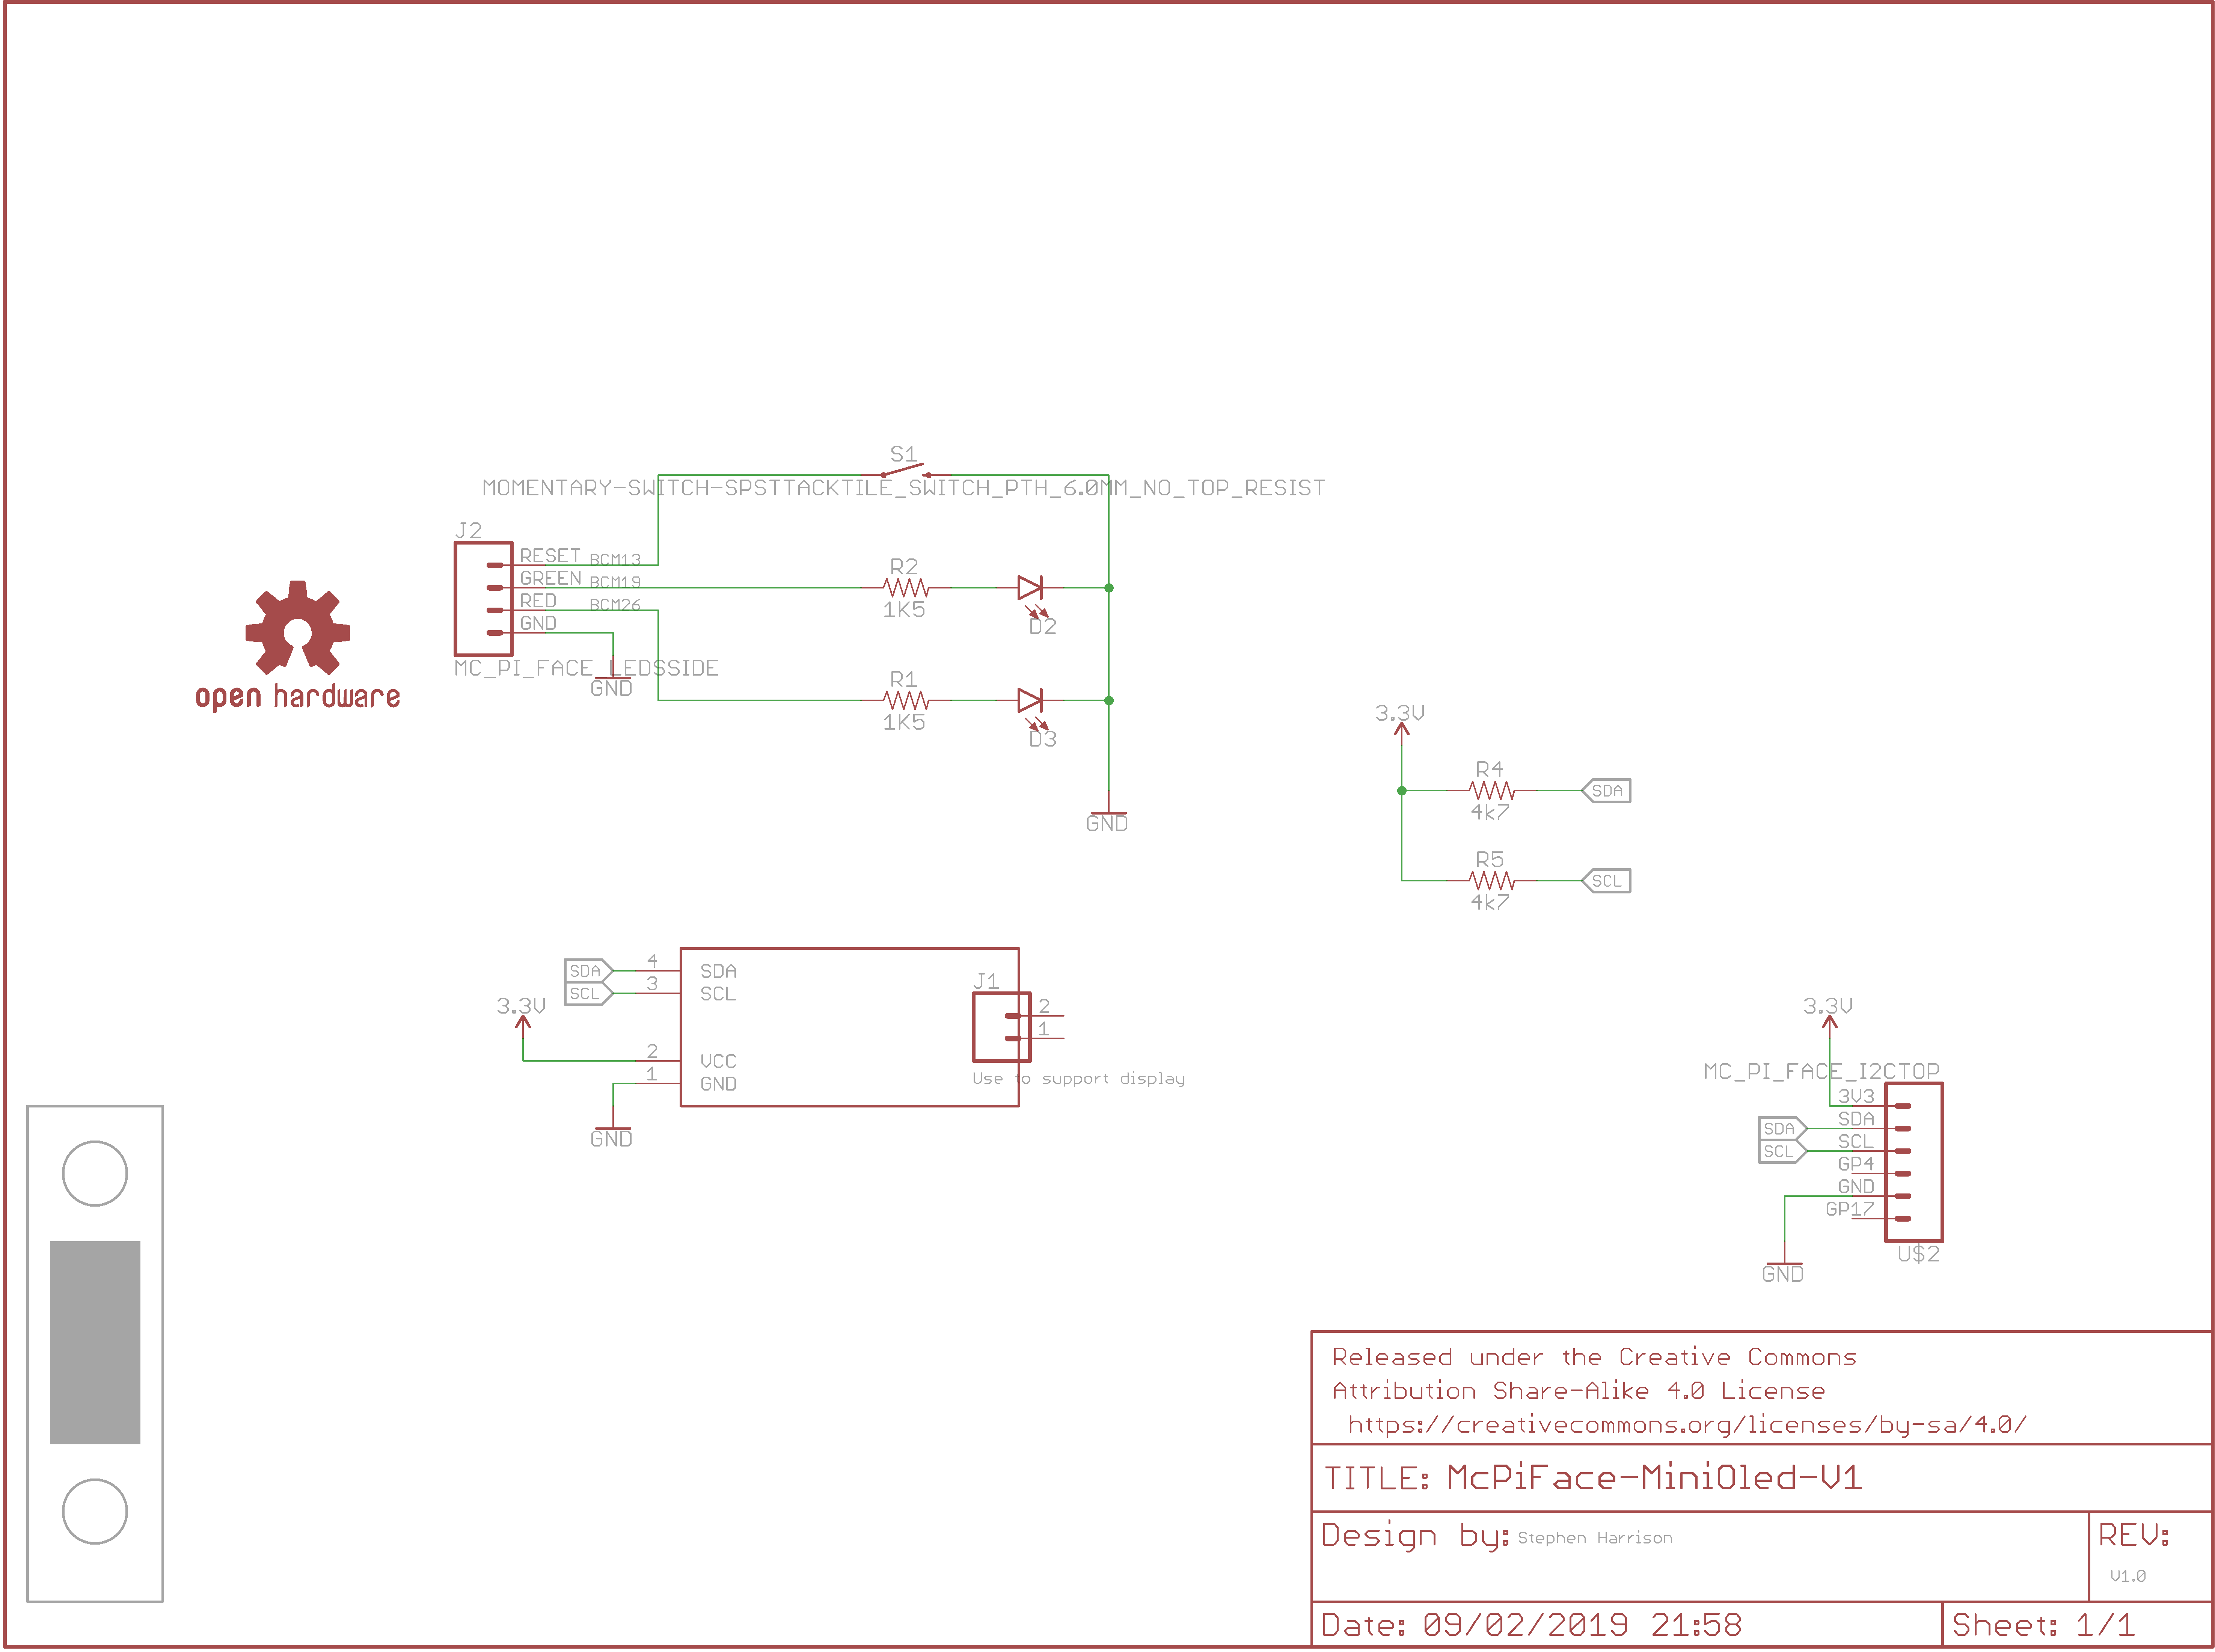 S1
MOMENTARY-SWITCH-SPSTTACKTILE_SWITCH_PTH_6.0MM_NO_TOP_RESIST
J2
RESET BCM13
GREEN BCM19
RED BCM26
GND
MC_PI_FACE_LEDSSIDE
GND
R2
1K5
D2
R1
1K5
D3
GND
open hardware
3.3V
R4
4k7
SDA
R5
4k7
SCL
SDA 4 SDA
SCL 3 SCL
3.3V
2 VCC
1 GND
GND
J1
2
1
Use to support display
3.3V
MC_PI_FACE_I2CTOP
3V3
SDA SDA
SCL SCL
GP4
GND
GP17
U$2
GND
Released under the Creative Commons
Attribution Share-Alike 4.0 License
https://creativecommons.org/licenses/by-sa/4.0/
TITLE: McPiFace-MiniOled-V1
Design by: Stephen Harrison
REV:
V1.0
Date: 09/02/2019 21:58
Sheet: 1/1